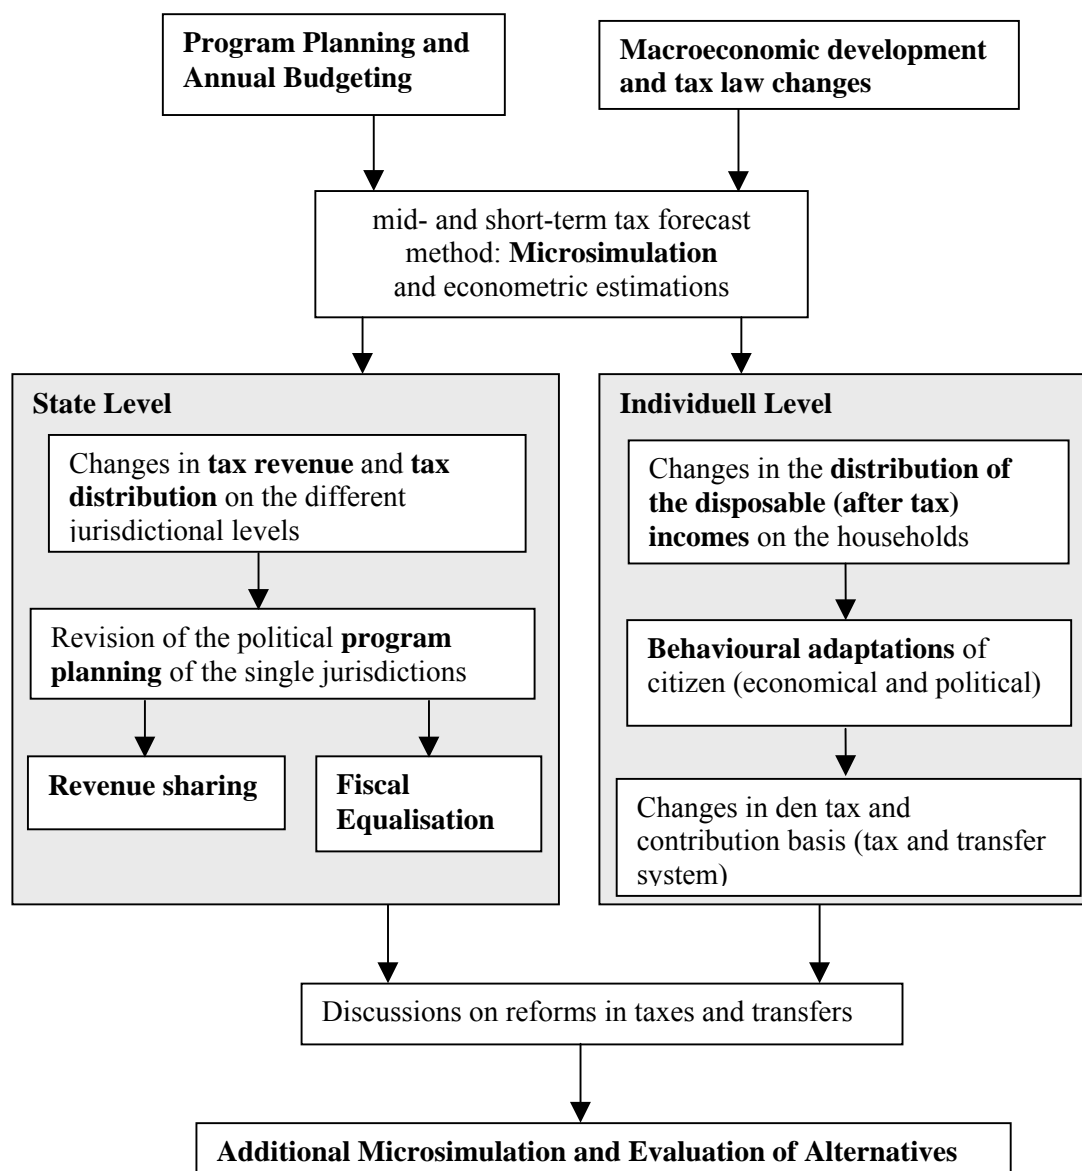 Program Planning and
Annual Budgeting
Macroeconomic development
and tax law changes
mid- and short-term tax forecast
method: Microsimulation
and econometric estimations
State Level
Changes in tax revenue and tax
distribution on the different
jurisdictional levels
Revision of the political program
planning of the single jurisdictions
Revenue sharing
Fiscal
Equalisation
Individuell Level
Changes in the distribution of
the disposable (after tax)
incomes on the households
Behavioural adaptations of
citizen (economical and political)
Changes in den tax and
contribution basis (tax and transfer
system)
Discussions on reforms in taxes and transfers
Additional Microsimulation and Evaluation of Alternatives